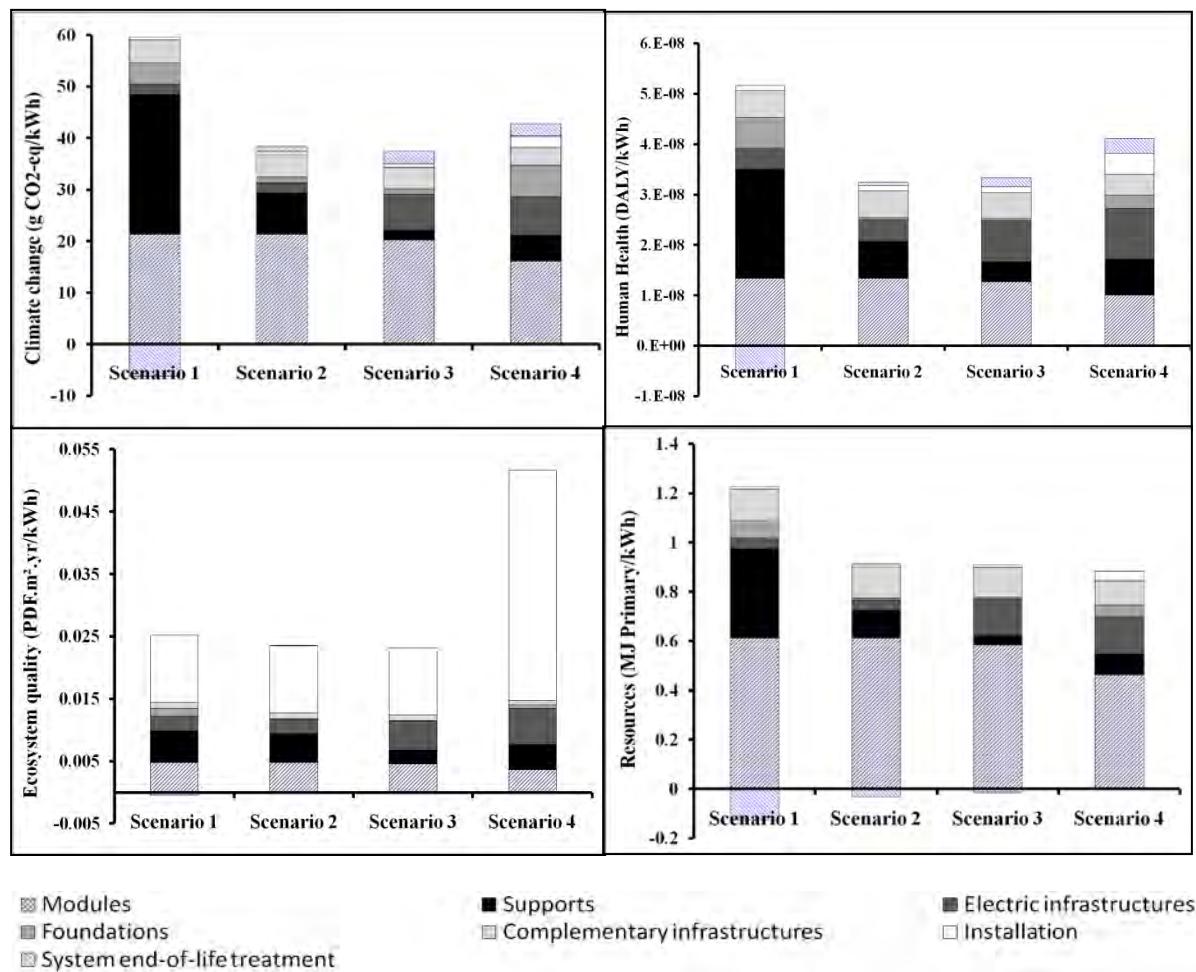 Climate change (g CO2-eq/kWh)
60
50
40
30
20
10
0
-10
Scenario 1 Scenario 2 Scenario 3 Scenario 4
Human Health (DALY/kWh)
6.E-08
5.E-08
4.E-08
3.E-08
2.E-08
1.E-08
0.E+00
-1.E-08
Scenario 1 Scenario 2 Scenario 3 Scenario 4
Ecosystem quality (PDF.m².yr/kWh)
0.055
0.045
0.035
0.025
0.015
0.005
-0.005
Scenario 1 Scenario 2 Scenario 3 Scenario 4
Resources (MJ Primary/kWh)
1.4
1.2
1
0.8
0.6
0.4
0.2
0
-0.2
Scenario 1 Scenario 2 Scenario 3 Scenario 4
Modules Supports Electric infrastructures
Foundations Complementary infrastructures Installation
System end-of-life treatment